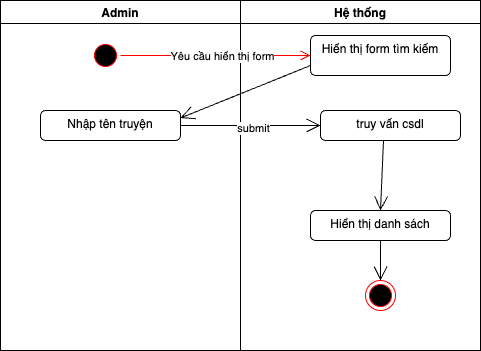 Admin
Hệ thống
Yêu cầu hiển thị form
Hiển thị form tìm kiếm
Nhập tên truyện
submit
truy vấn csdl
Hiển thị danh sách